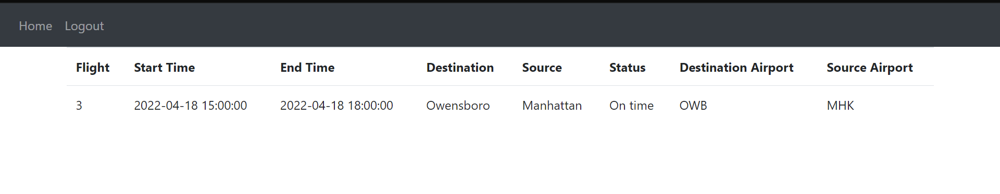 Home Logout
Flight Start Time End Time Destination Source Status Destination Airport Source Airport
3 2022-04-18 15:00:00 2022-04-18 18:00:00 Owensboro Manhattan On time OWB MHK